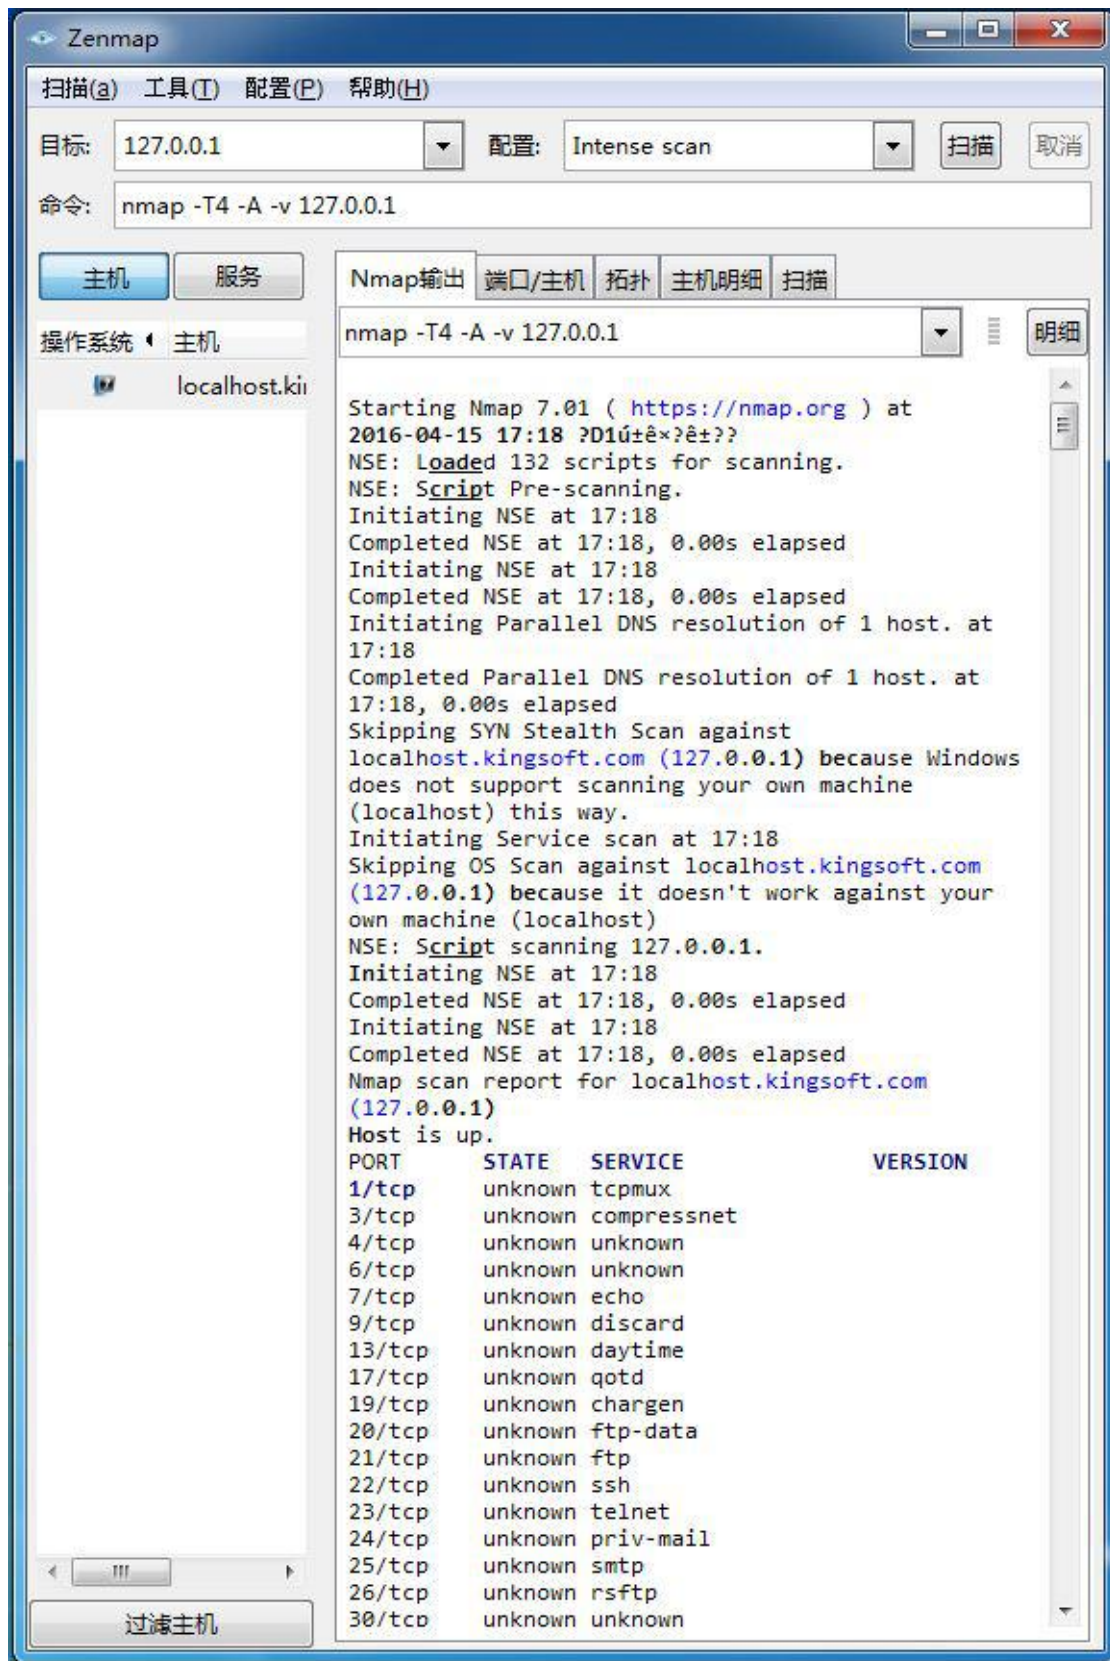 Zenmap
扫描(a) 工具(T) 配置(P) 帮助(H)
目标: 127.0.0.1 配置: Intense scan 扫描 取消
命令: nmap -T4 -A -v 127.0.0.1
主机 服务
操作系统 主机
localhost.kin
Nmap输出 端口/主机 拓扑 主机明细 扫描
nmap -T4 -A -v 127.0.0.1 明细
Starting Nmap 7.01 ( https://nmap.org ) at
2016-04-15 17:18 ?D1ú±ê×?ê±??
NSE: Loaded 132 scripts for scanning.
NSE: Script Pre-scanning.
Initiating NSE at 17:18
Completed NSE at 17:18, 0.00s elapsed
Initiating NSE at 17:18
Completed NSE at 17:18, 0.00s elapsed
Initiating Parallel DNS resolution of 1 host. at
17:18
Completed Parallel DNS resolution of 1 host. at
17:18, 0.00s elapsed
Skipping SYN Stealth Scan against
localhost.kingsoft.com (127.0.0.1) because Windows
does not support scanning your own machine
(localhost) this way.
Initiating Service scan at 17:18
Skipping OS Scan against localhost.kingsoft.com
(127.0.0.1) because it doesn't work against your
own machine (localhost)
NSE: Script scanning 127.0.0.1.
Initiating NSE at 17:18
Completed NSE at 17:18, 0.00s elapsed
Initiating NSE at 17:18
Completed NSE at 17:18, 0.00s elapsed
Nmap scan report for localhost.kingsoft.com
(127.0.0.1)
Host is up.
PORT STATE SERVICE VERSION
1/tcp unknown tcpmux
3/tcp unknown compressnet
4/tcp unknown unknown
6/tcp unknown unknown
7/tcp unknown echo
9/tcp unknown discard
13/tcp unknown daytime
17/tcp unknown qotd
19/tcp unknown chargen
20/tcp unknown ftp-data
21/tcp unknown ftp
22/tcp unknown ssh
23/tcp unknown telnet
24/tcp unknown priv-mail
25/tcp unknown smtp
26/tcp unknown rsftp
30/tcp unknown unknown
过滤主机